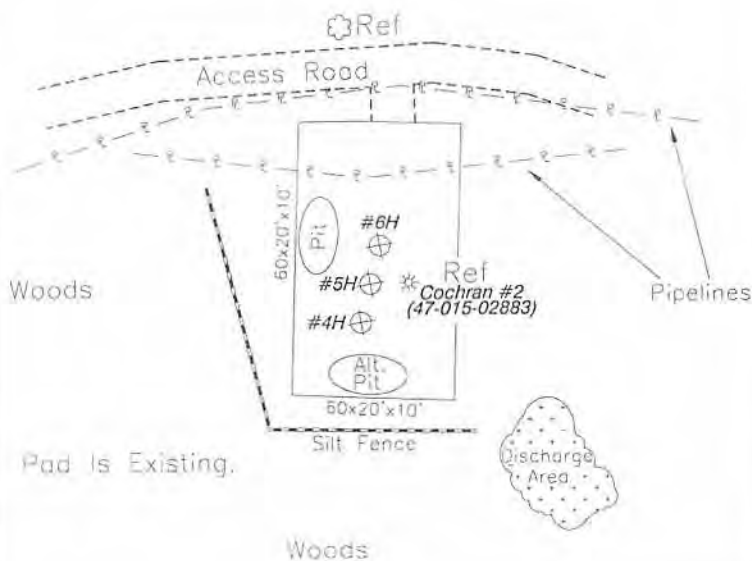 Ref
Access Road
60x20'x10'
Pit
#6H
#5H
#4H
Ref
Cochran #2
(47-015-02883)
Pipelines
Woods
Alt.
Pit
60x20'x10'
Silt Fence
Pad Is Existing.
Discharge
Area
Woods